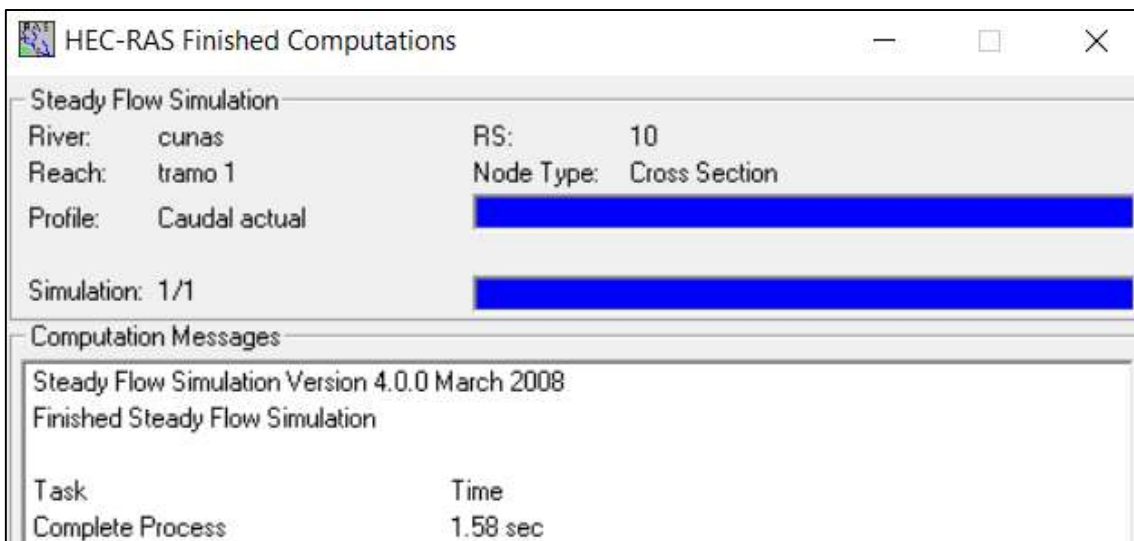 HEC-RAS Finished Computations
Steady Flow Simulation
River: cunas RS: 10
Reach: tramo 1 Node Type: Cross Section
Profile: Caudal actual
Simulation: 1/1
Computation Messages
Steady Flow Simulation Version 4.0.0 March 2008
Finished Steady Flow Simulation
Task Time
Complete Process 1.58 sec